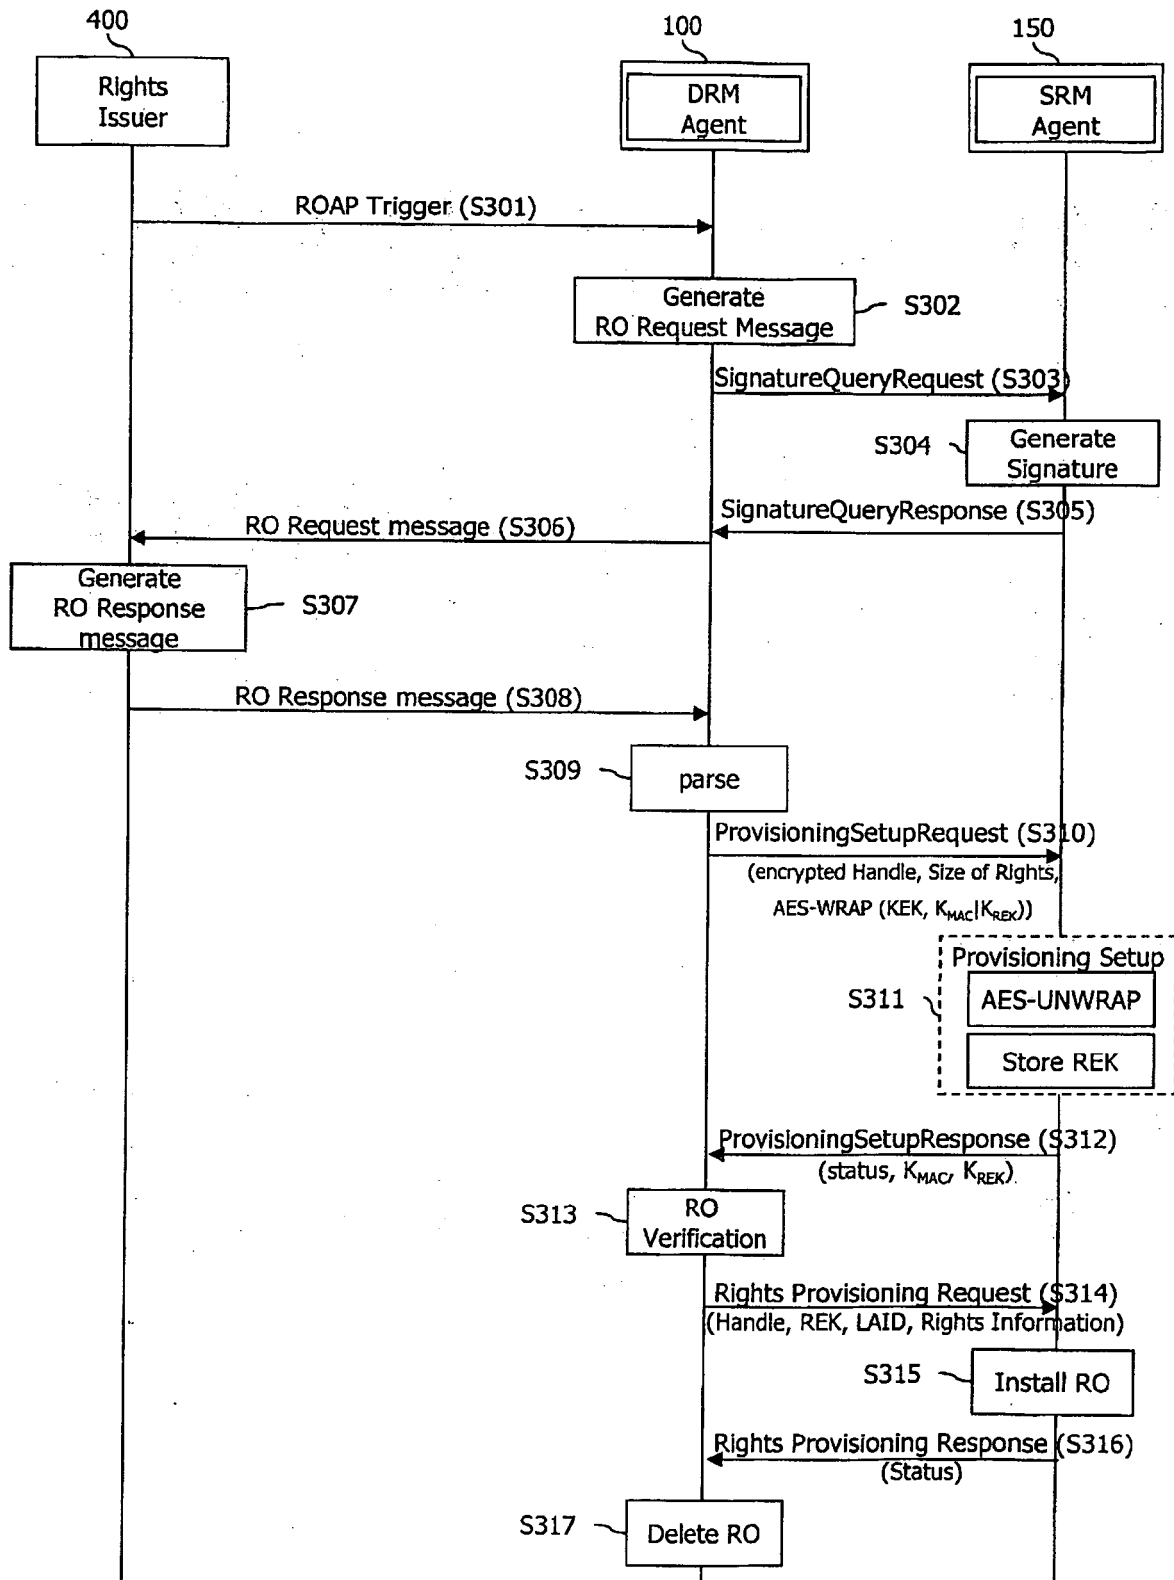 400
100
150
Rights
Issuer
DRM
Agent
SRM
Agent
ROAP Trigger (S301)
Generate
RO Request Message
S302
SignatureQueryRequest (S303)
S304
Generate
Signature
SignatureQueryResponse (S305)
RO Request message (S306)
Generate
RO Response
message
S307
RO Response message (S308)
S309
parse
ProvisioningSetupRequest (S310)
(encrypted Handle, Size of Rights,
AES-WRAP (KEK, KMAC|KREK))
Provisioning Setup
S311
AES-UNWRAP
Store REK
ProvisioningSetupResponse (S312)
(status, KMAC, KREK)
S313
RO
Verification
Rights Provisioning Request (S314)
(Handle, REK, LAID, Rights Information)
S315
Install RO
Rights Provisioning Response (S316)
(Status)
S317
Delete RO